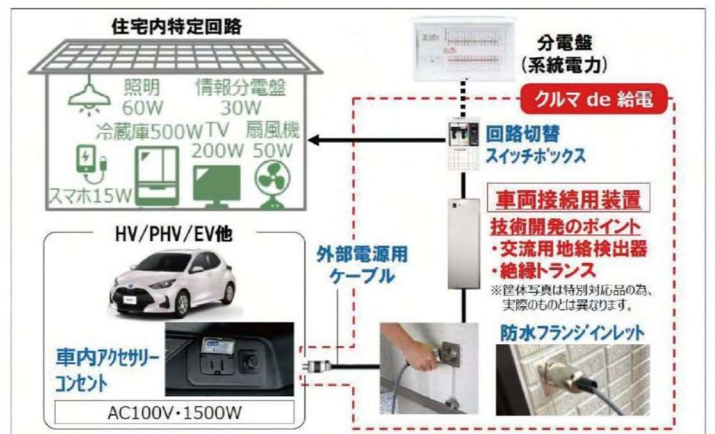 住宅内特定回路
照明
60W
情報分電盤
30W
冷蔵庫500W
TV
200W
扇風機
50W
スマホ15W
分電盤
(系統電力)
クルマ de 給電
回路切替
スイッチボックス
車両接続用装置
技術開発のポイント
・交流用地絡検出器
・絶縁トランス
※筐体写真は特別対応品の為、
実際のものとは異なります。
HV/PHV/EV他
外部電源用
ケーブル
車内アクセサリー
コンセント
AC100V・1500W
防水フランジインレット